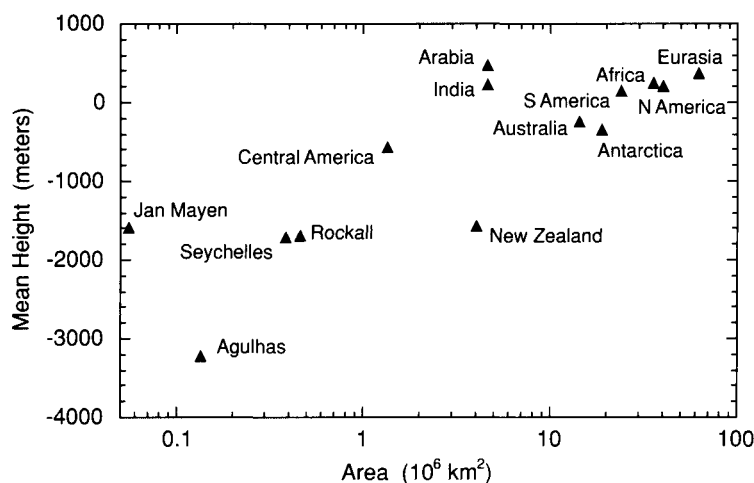 1000
0
-1000
-2000
-3000
-4000
Mean Height (meters)
Arabia
India
Eurasia
Africa
S America
N America
Australia
Antarctica
Central America
Jan Mayen
Seychelles
Rockall
New Zealand
Agulhas
0.1
1
10
100
Area (10⁶ km²)